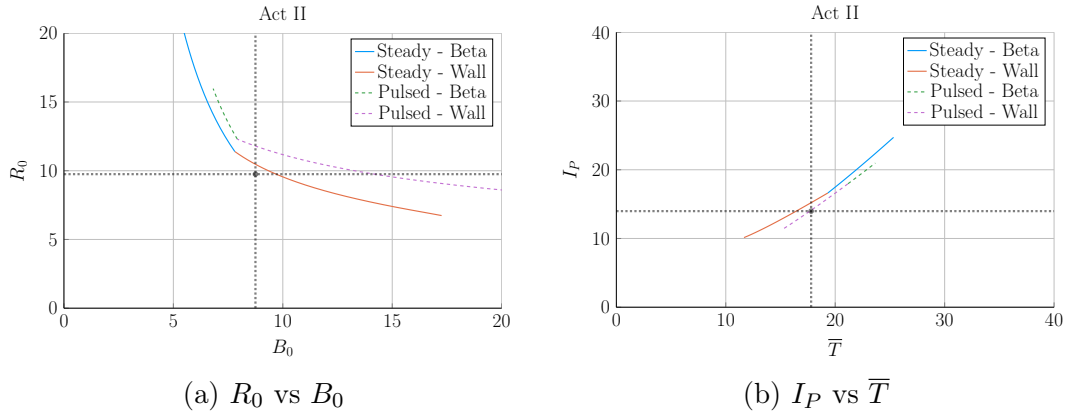 Act II
20
15
10
5
0
R₀
0
5
10
15
20
B₀
Steady - Beta
Steady - Wall
Pulsed - Beta
Pulsed - Wall
(a) R₀ vs B₀
Act II
40
30
20
10
0
I_P
0
10
20
30
40
T̅
Steady - Beta
Steady - Wall
Pulsed - Beta
Pulsed - Wall
(b) I_P vs T̅